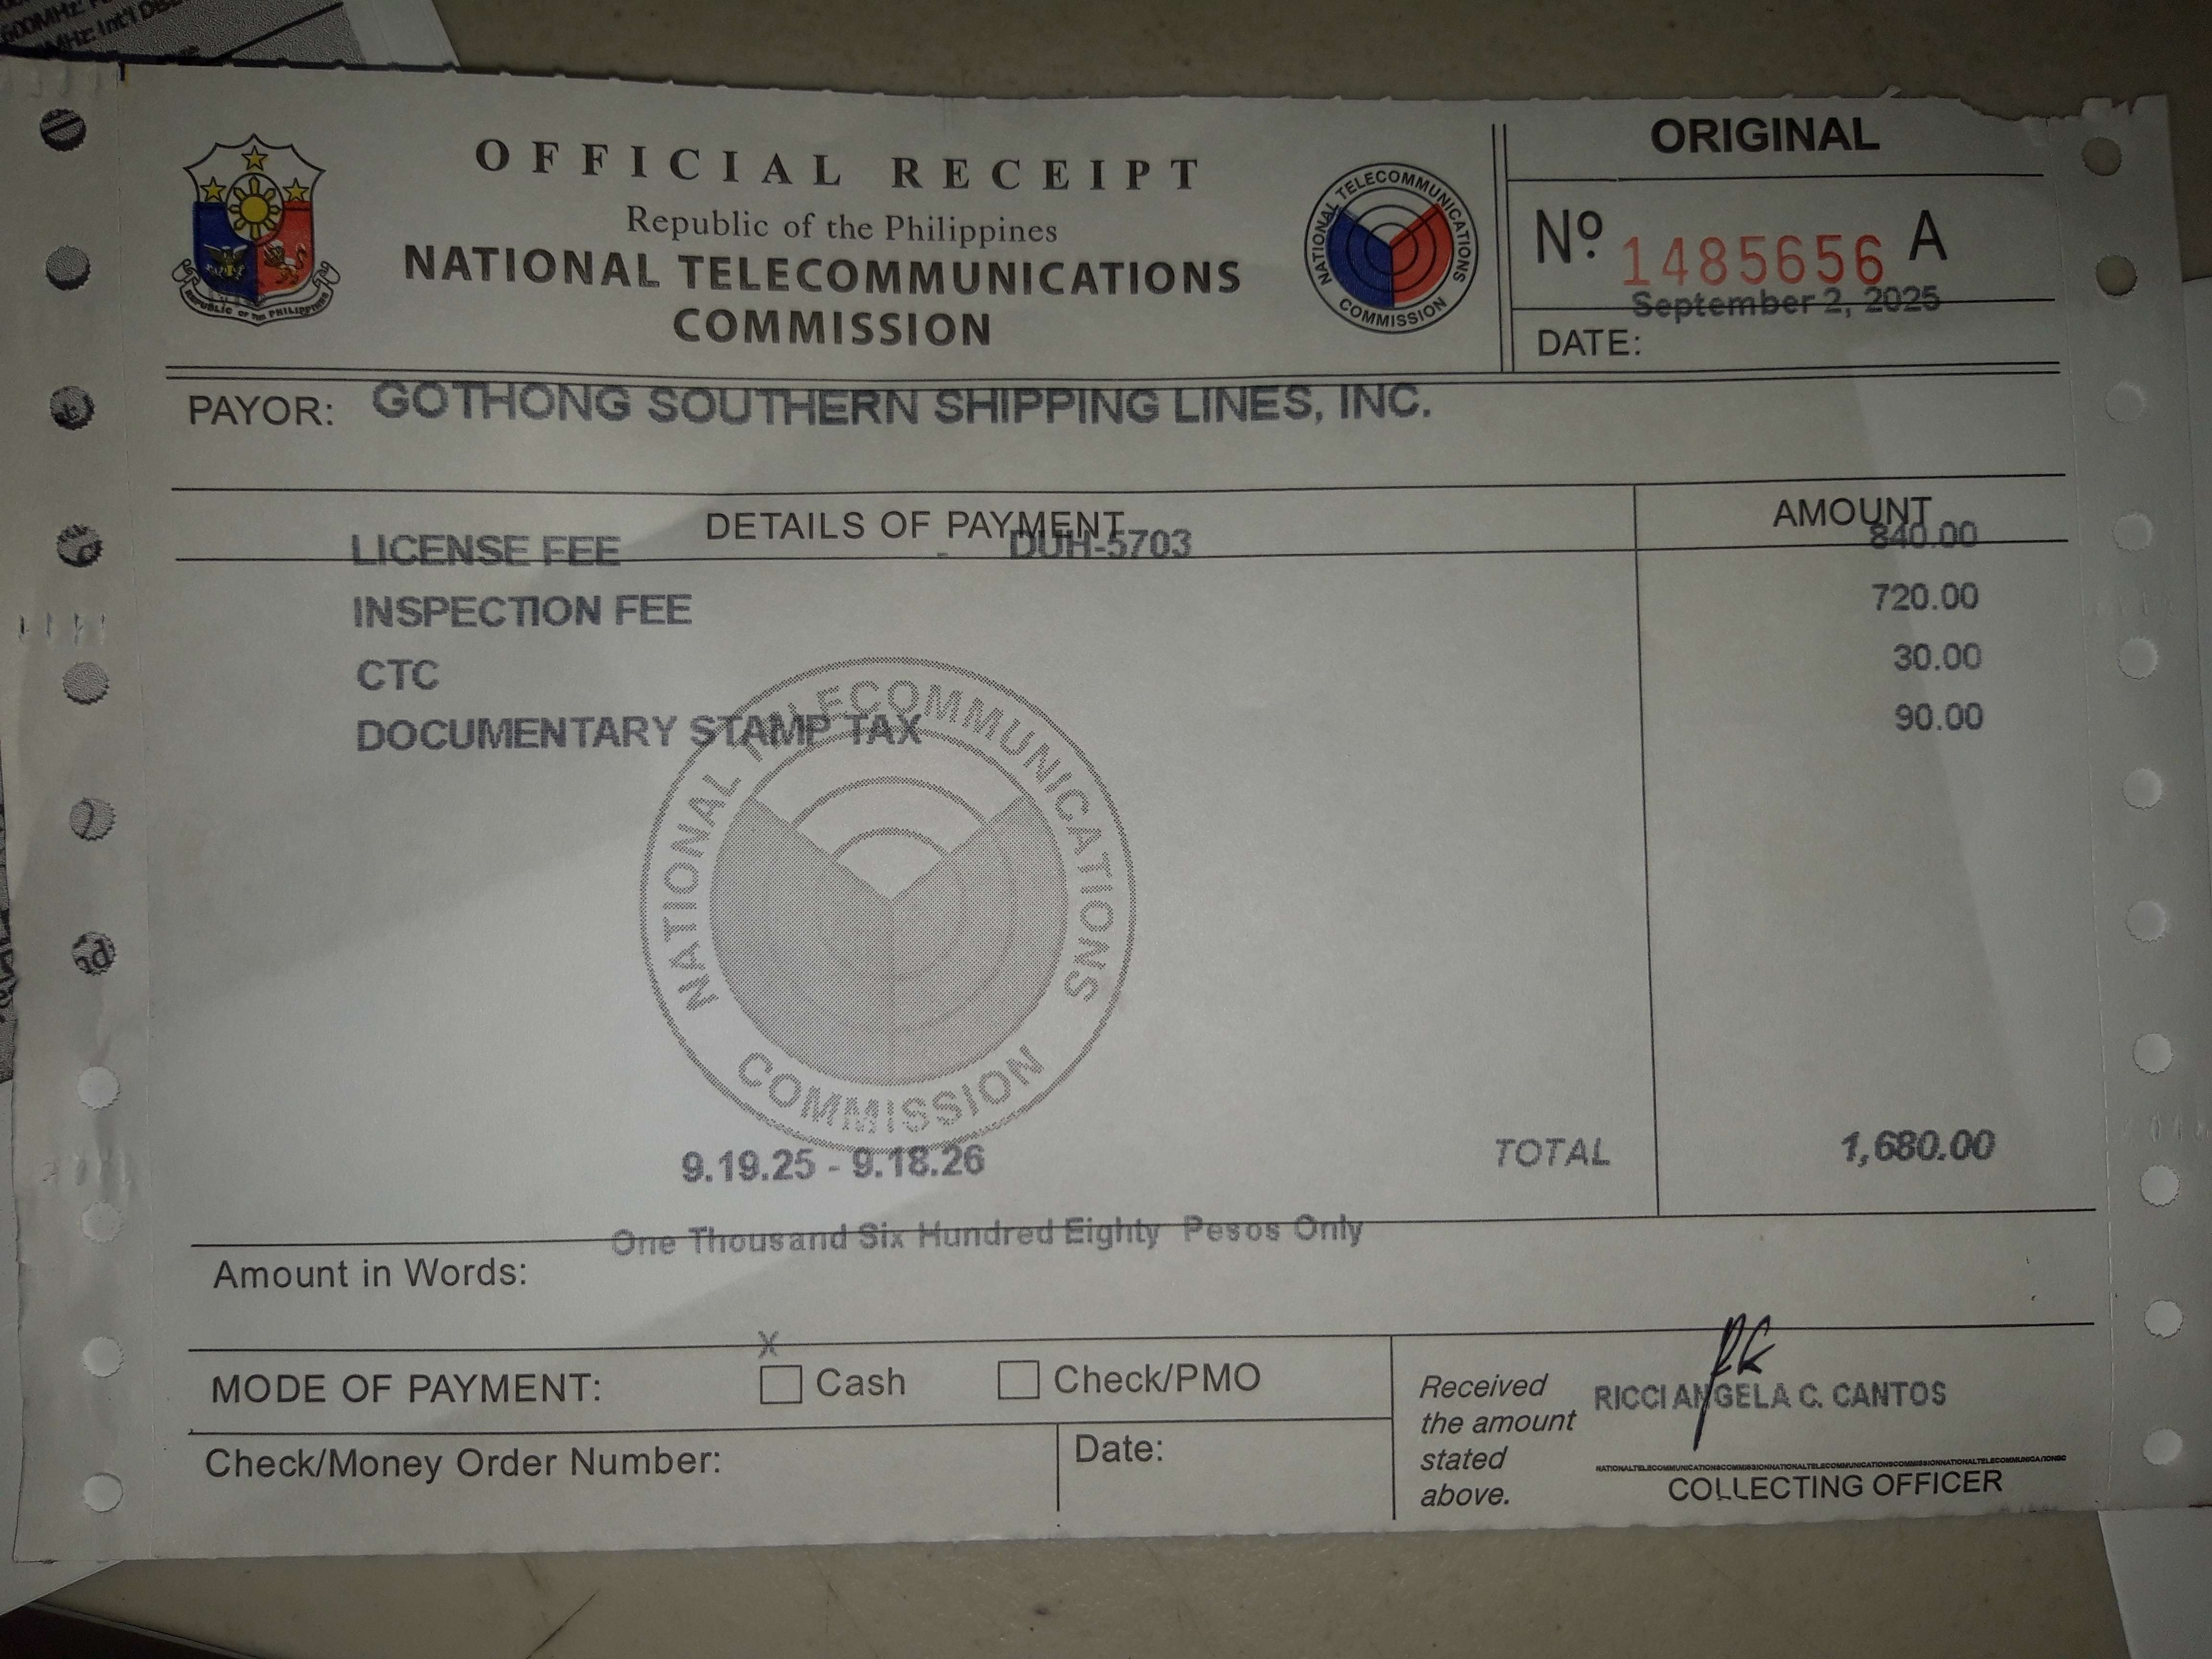 600MHz
MHz Int'l
OFFICIAL RECEIPT
Republic of the Philippines
NATIONAL TELECOMMUNICATIONS
COMMISSION
REPUBLIC OF THE PHILIPPINES
NATIONAL TELECOMMUNICATIONS COMMISSION
ORIGINAL
Nº 1485656 A
September 2, 2025
DATE:
PAYOR: GOTHONG SOUTHERN SHIPPING LINES, INC.
DETAILS OF PAYMENT AMOUNT
LICENSE FEE - DUH-5703 840.00
INSPECTION FEE 720.00
CTC 30.00
DOCUMENTARY STAMP TAX 90.00
NATIONAL TELECOMMUNICATIONS COMMISSION
9.19.25 - 9.18.26 TOTAL 1,680.00
One Thousand Six Hundred Eighty Pesos Only
Amount in Words:
X
MODE OF PAYMENT: Cash Check/PMO
Check/Money Order Number: Date:
Received
the amount
stated
above.
RICCI ANGELA C. CANTOS
COLLECTING OFFICER